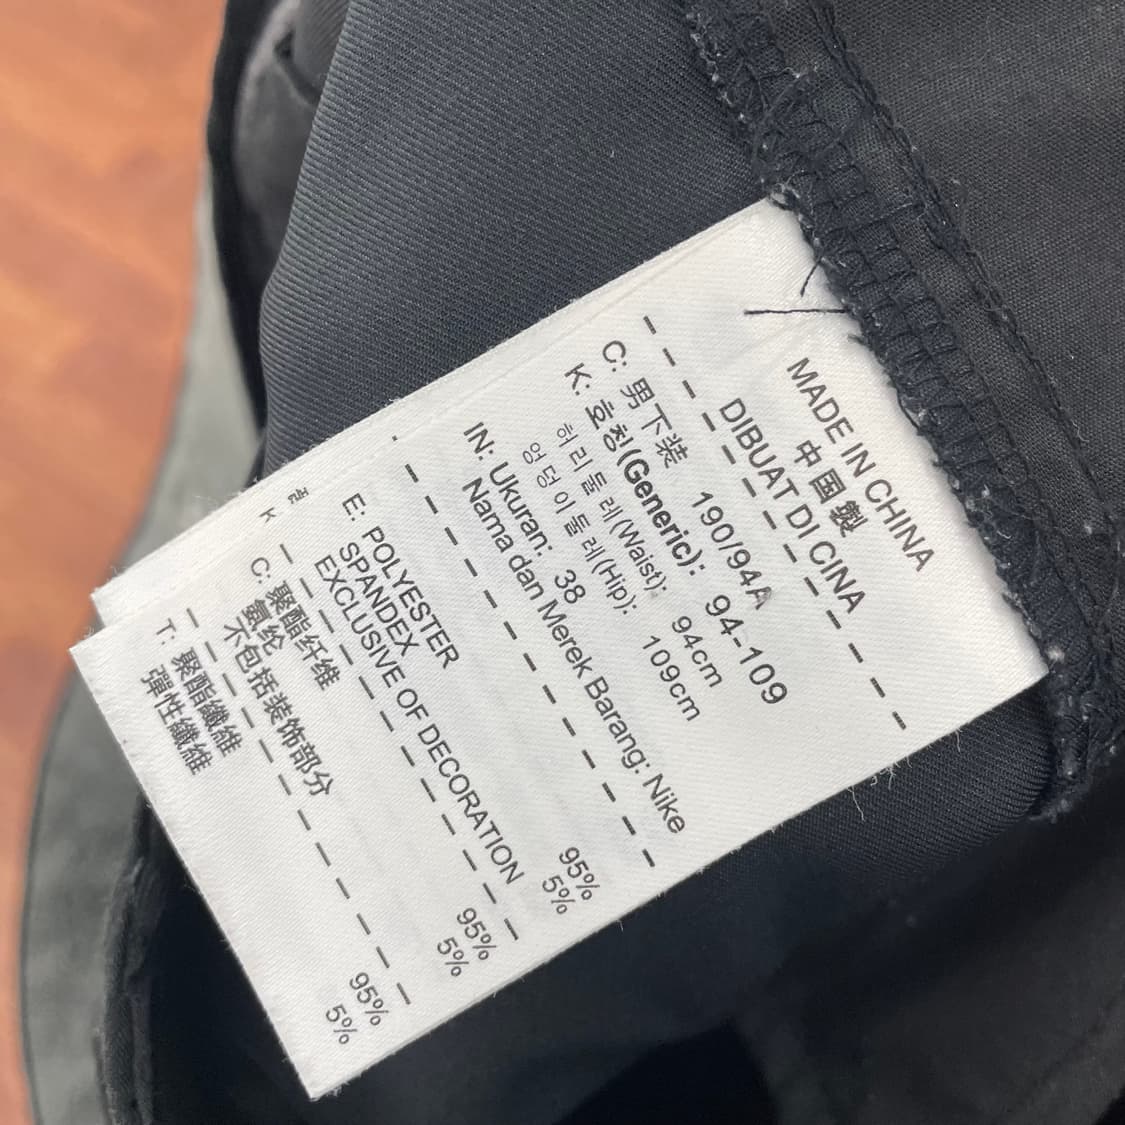 MADE IN CHINA
中国製
DIBUAT DI CINA
C: 男下装 190/94A
K: 호칭(Generic): 94-109
허리둘레(Waist): 94cm
엉덩이둘레(Hip): 109cm
IN: Ukuran: 38
Nama dan Merek Barang: Nike
E: POLYESTER 95%
SPANDEX 5%
EXCLUSIVE OF DECORATION
C: 聚酯纤维 95%
氨纶 5%
不包括装饰部分
T: 聚酯纖維 95%
彈性纖維 5%
K